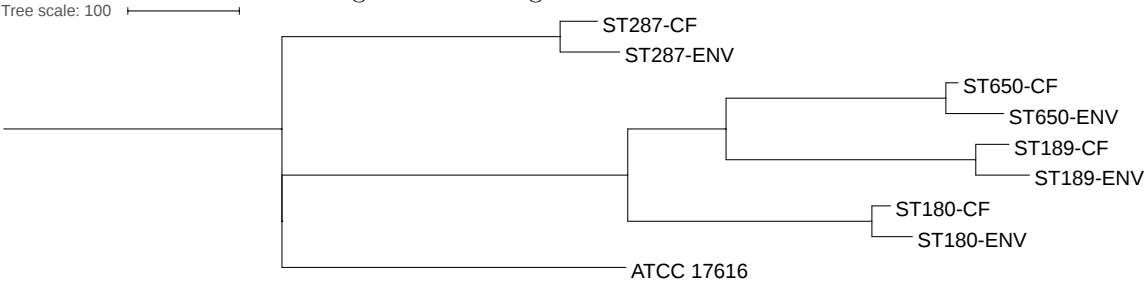 Tree scale: 100
ST287-CF
ST287-ENV
ST650-CF
ST650-ENV
ST189-CF
ST189-ENV
ST180-CF
ST180-ENV
ATCC 17616